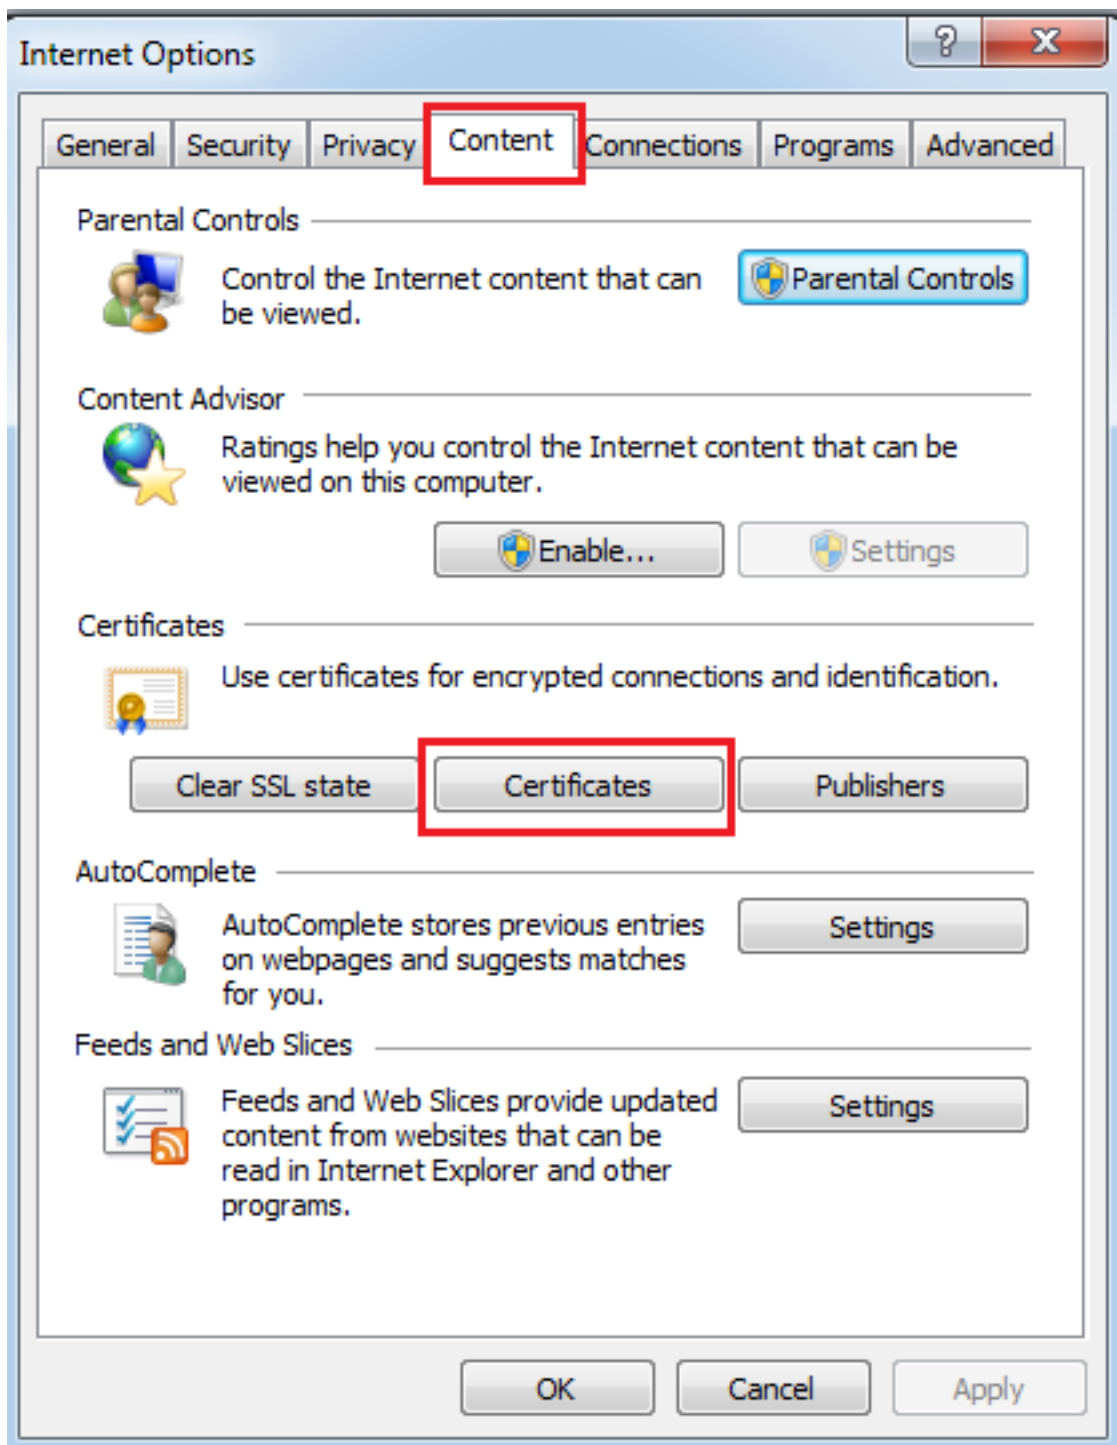 Internet Options
General Security Privacy Content Connections Programs Advanced
Parental Controls
Control the Internet content that can
be viewed.
Parental Controls
Content Advisor
Ratings help you control the Internet content that can be
viewed on this computer.
Enable... Settings
Certificates
Use certificates for encrypted connections and identification.
Clear SSL state Certificates Publishers
AutoComplete
AutoComplete stores previous entries
on webpages and suggests matches
for you.
Settings
Feeds and Web Slices
Feeds and Web Slices provide updated
content from websites that can be
read in Internet Explorer and other
programs.
Settings
OK Cancel Apply